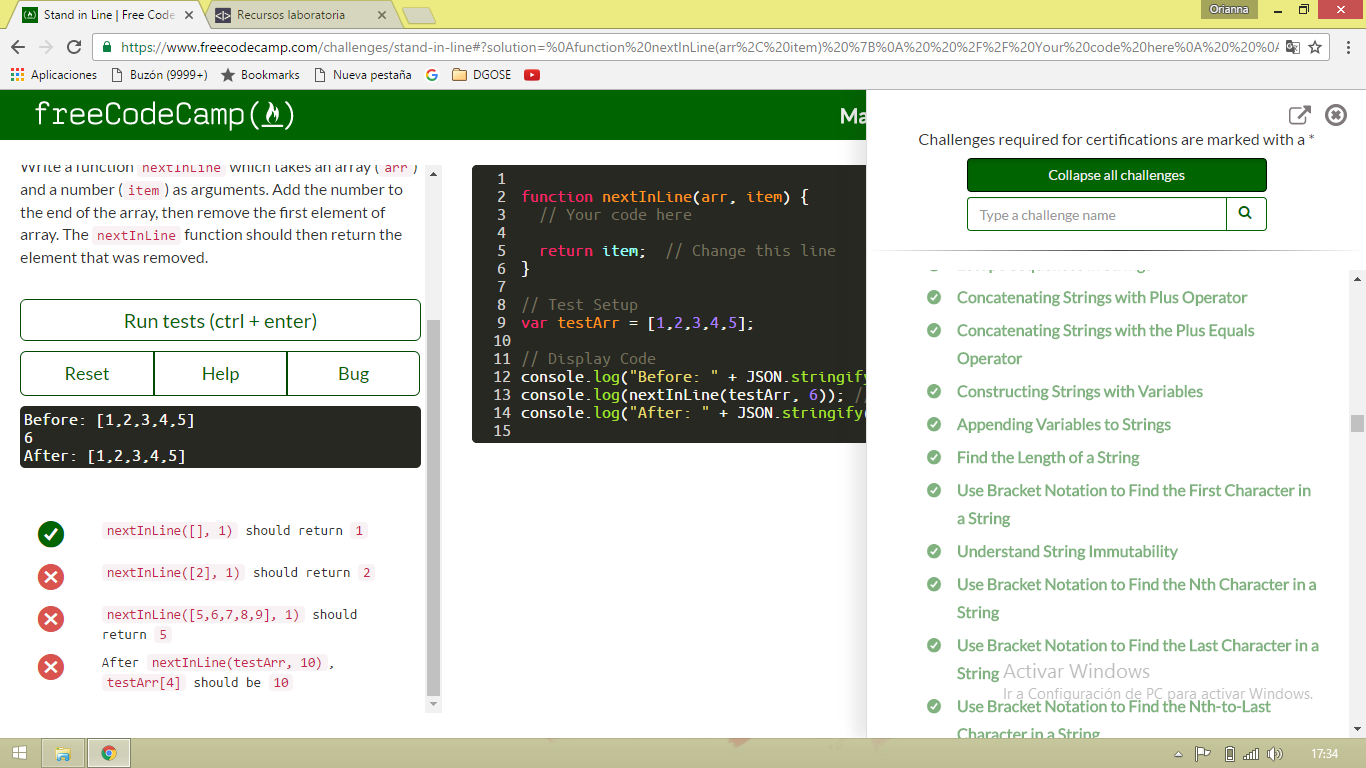 Stand in Line | Free Code
Recursos laboratoria
Orianna
https://www.freecodecamp.com/challenges/stand-in-line#?solution=%0Afunction%20nextInLine(arr%2C%20item)%20%7B%0A%20%20%2F%2F%20Your%20code%20here%0A%20%20%0A
Aplicaciones
Buzón (9999+)
Bookmarks
Nueva pestaña
DGOSE
freeCodeCamp
Ma
Write a function nextInLine which takes an array ( arr )
and a number ( item ) as arguments. Add the number to
the end of the array, then remove the first element of
array. The nextInLine function should then return the
element that was removed.
Run tests (ctrl + enter)
Reset
Help
Bug
Before: [1,2,3,4,5]
6
After: [1,2,3,4,5]
nextInLine([], 1) should return 1
nextInLine([2], 1) should return 2
nextInLine([5,6,7,8,9], 1) should
return 5
After nextInLine(testArr, 10) ,
testArr[4] should be 10
1
2 function nextInLine(arr, item) {
3 // Your code here
4
5 return item; // Change this line
6 }
7
8 // Test Setup
9 var testArr = [1,2,3,4,5];
10
11 // Display Code
12 console.log("Before: " + JSON.stringify
13 console.log(nextInLine(testArr, 6)); /
14 console.log("After: " + JSON.stringify
15
Challenges required for certifications are marked with a *
Collapse all challenges
Type a challenge name
Concatenating Strings with Plus Operator
Concatenating Strings with the Plus Equals
Operator
Constructing Strings with Variables
Appending Variables to Strings
Find the Length of a String
Use Bracket Notation to Find the First Character in
a String
Understand String Immutability
Use Bracket Notation to Find the Nth Character in a
String
Use Bracket Notation to Find the Last Character in a
String
Activar Windows
Ir a Configuración de PC para activar Windows.
Use Bracket Notation to Find the Nth-to-Last
Character in a String
17:34